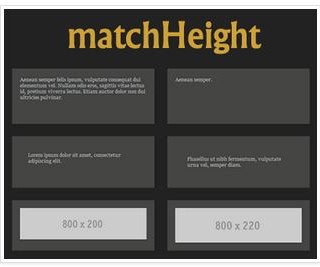 matchHeight
Aenean semper felis ipsum, vulputate consequat dui
elementum vel. Nullam odio eros, sagittis vitae lectus
id, pretium viverra lectus. Etiam auctor dolor non dui
ultricies pulvinar.
Aenean semper.
Lorem ipsum dolor sit amet, consectetur
adipiscing elit.
Phasellus ut nibh fermentum, vulputate
urna vel, semper diam.
800 x 200
800 x 220